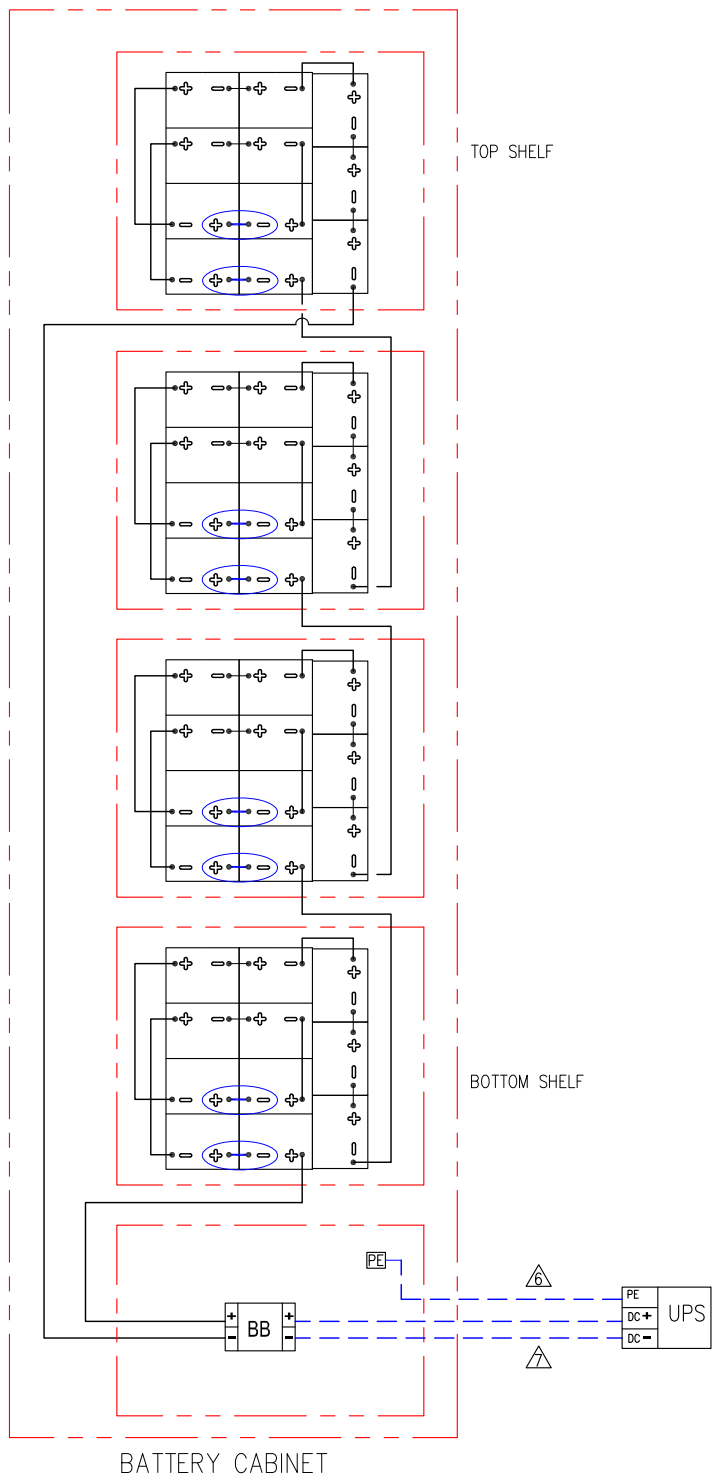 TOP SHELF
BOTTOM SHELF
PE
6
PE
DC+
UPS
DC-
+ BB +
- -
7
BATTERY CABINET